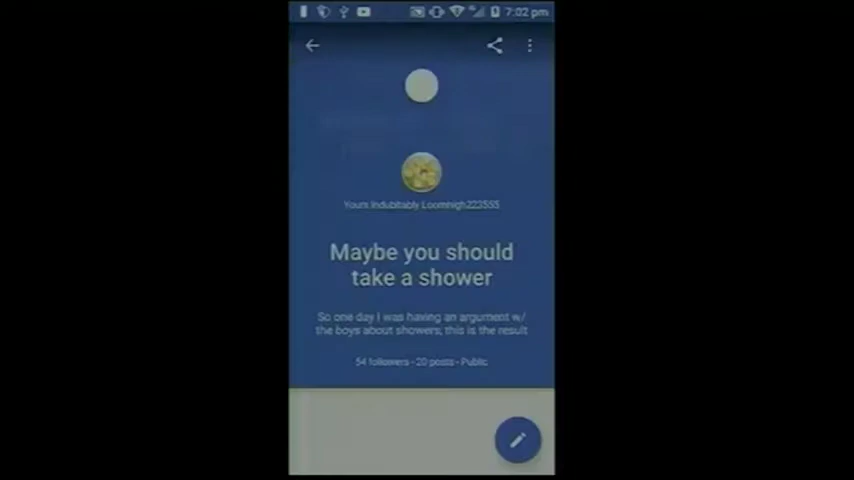 7:02 pm
Yours Indubitably Loomhigh223555
Maybe you should
take a shower
So one day I was having an argument w/
the boys about showers, this is the result
54 followers - 20 posts - Public